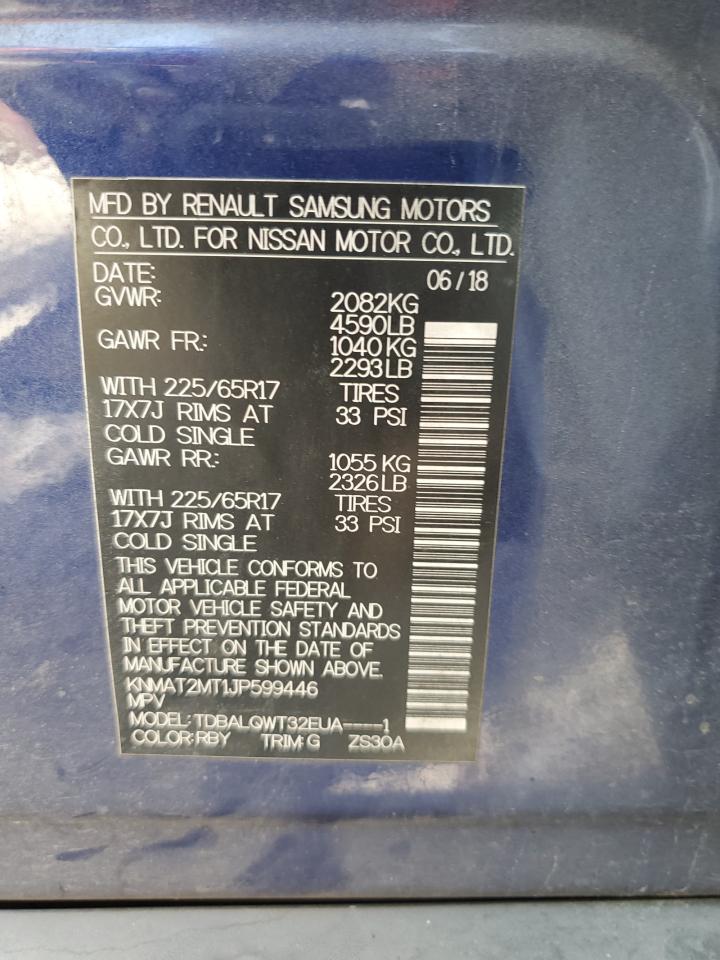 MFD BY RENAULT SAMSUNG MOTORS
CO., LTD. FOR NISSAN MOTOR CO., LTD.
DATE: 06/18
GVWR: 2082KG
4590LB
GAWR FR.: 1040KG
2293LB
WITH 225/65R17 TIRES
17X7J RIMS AT 33 PSI
COLD SINGLE
GAWR RR.: 1055KG
2326LB
WITH 225/65R17 TIRES
17X7J RIMS AT 33 PSI
COLD SINGLE
THIS VEHICLE CONFORMS TO
ALL APPLICABLE FEDERAL
MOTOR VEHICLE SAFETY AND
THEFT PREVENTION STANDARDS
IN EFFECT ON THE DATE OF
MANUFACTURE SHOWN ABOVE.
KNMAT2MT1JP599446
MPV
MODEL:TDBALQWT32EUA----1
COLOR:RBY TRIM:G ZS30A